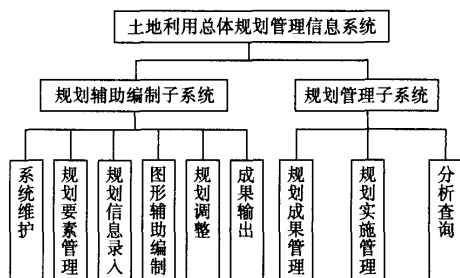 土地利用总体规划管理信息系统
规划辅助编制子系统
规划管理子系统
系统维护
规划要素管理
规划信息录入
图形辅助编制
规划调整
成果输出
规划成果管理
规划实施管理
分析查询